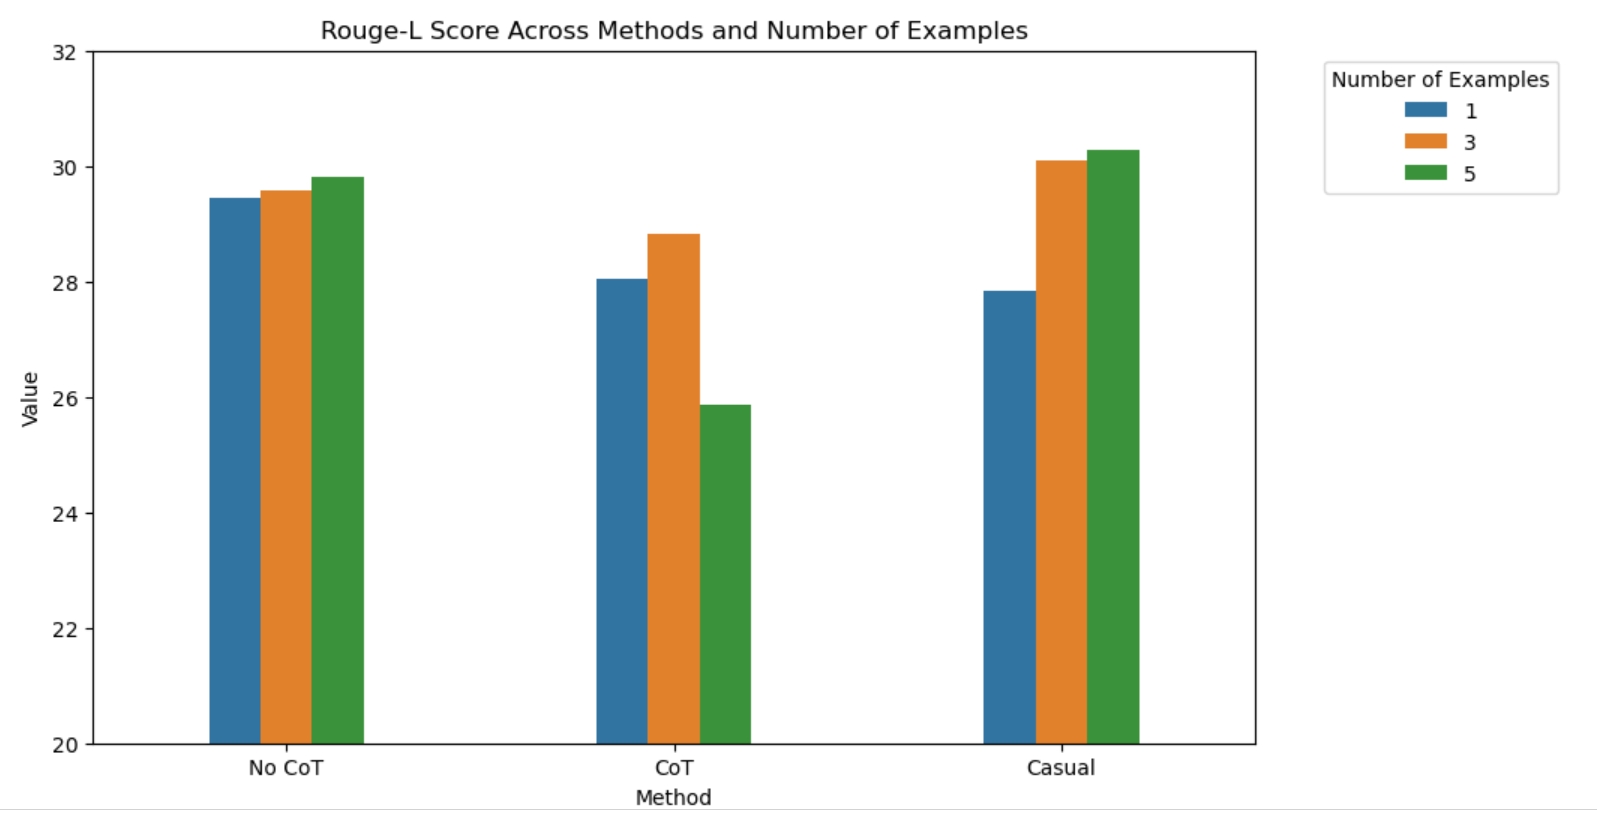 Rouge-L Score Across Methods and Number of Examples
32
30
28
26
24
22
20
Value
No CoT
CoT
Casual
Method
Number of Examples
1
3
5